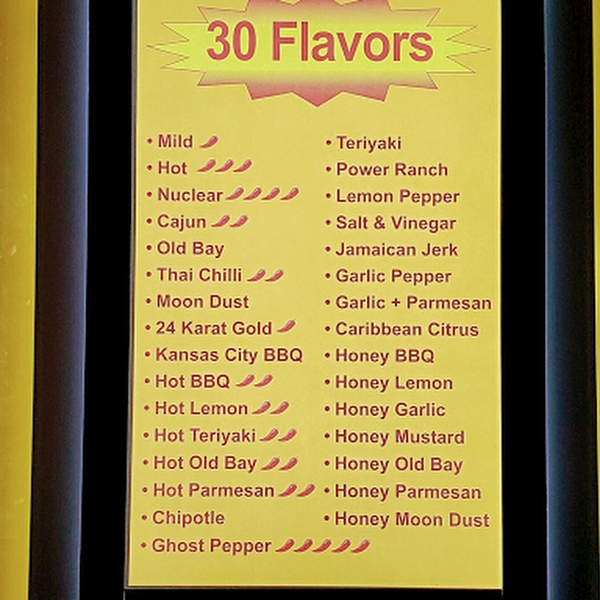 30 Flavors
• Mild
• Hot
• Nuclear
• Cajun
• Old Bay
• Thai Chilli
• Moon Dust
• 24 Karat Gold
• Kansas City BBQ
• Hot BBQ
• Hot Lemon
• Hot Teriyaki
• Hot Old Bay
• Hot Parmesan
• Chipotle
• Ghost Pepper
• Teriyaki
• Power Ranch
• Lemon Pepper
• Salt & Vinegar
• Jamaican Jerk
• Garlic Pepper
• Garlic + Parmesan
• Caribbean Citrus
• Honey BBQ
• Honey Lemon
• Honey Garlic
• Honey Mustard
• Honey Old Bay
• Honey Parmesan
• Honey Moon Dust